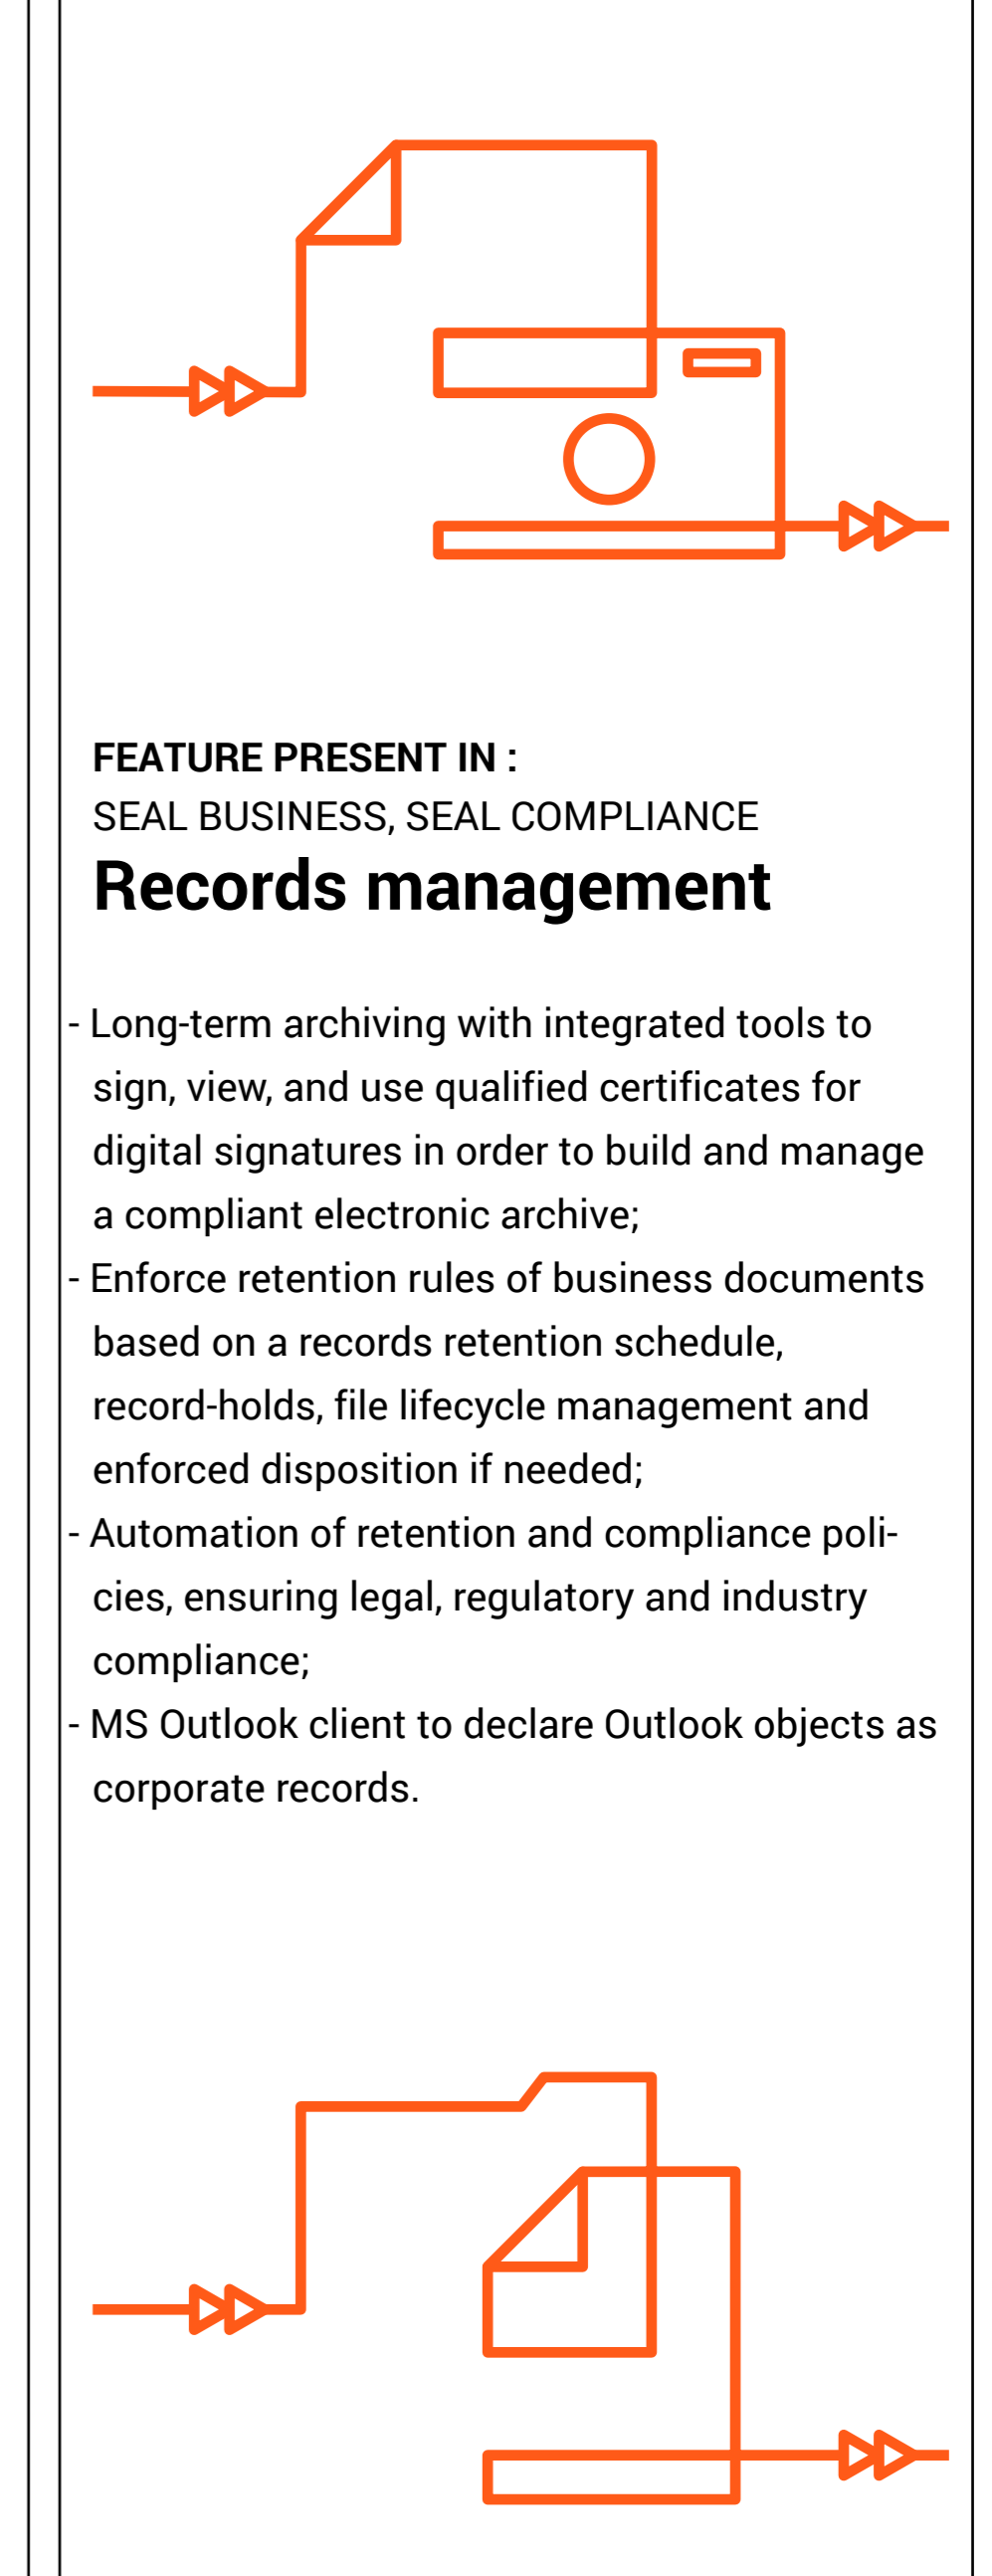 FEATURE PRESENT IN :
SEAL BUSINESS, SEAL COMPLIANCE
Records management
- Long-term archiving with integrated tools to
sign, view, and use qualified certificates for
digital signatures in order to build and manage
a compliant electronic archive;
- Enforce retention rules of business documents
based on a records retention schedule,
record-holds, file lifecycle management and
enforced disposition if needed;
- Automation of retention and compliance poli-
cies, ensuring legal, regulatory and industry
compliance;
- MS Outlook client to declare Outlook objects as
corporate records.